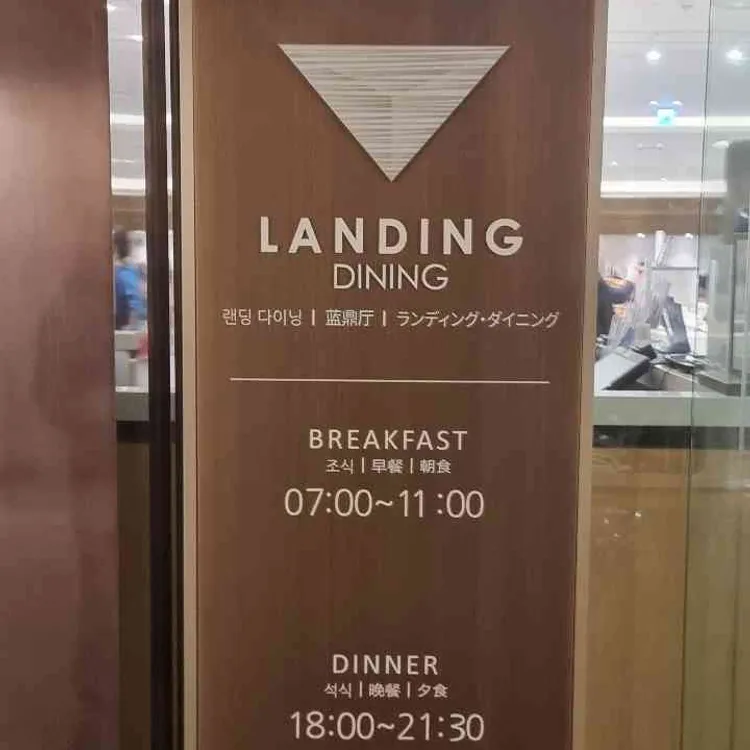 LANDING
DINING
랜딩 다이닝 | 蓝鼎厅 | ランディング・ダイニング
BREAKFAST
조식 | 早餐 | 朝食
07:00~11:00
DINNER
석식 | 晚餐 | 夕食
18:00~21:30